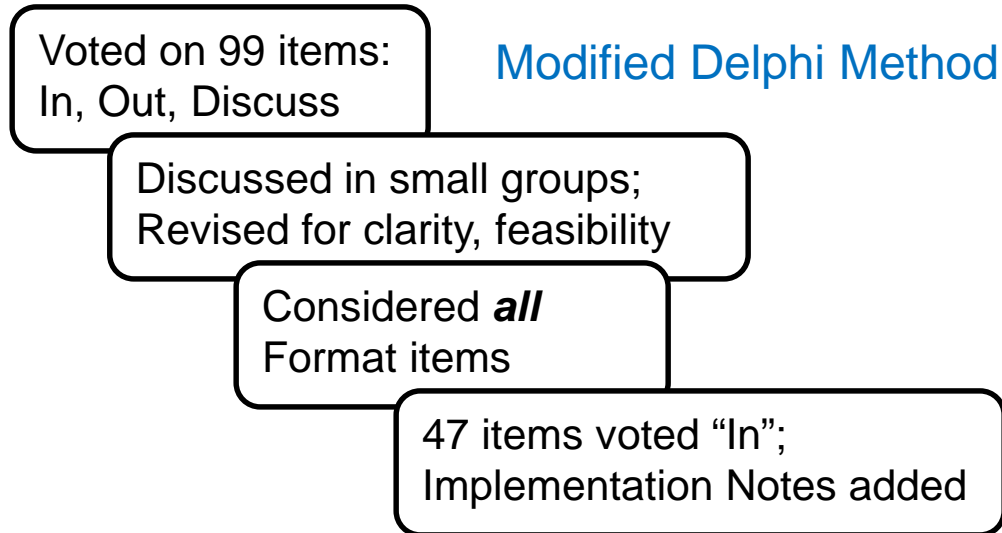 Voted on 99 items:
In, Out, Discuss
Modified Delphi Method
Discussed in small groups;
Revised for clarity, feasibility
Considered all
Format items
47 items voted “In”;
Implementation Notes added